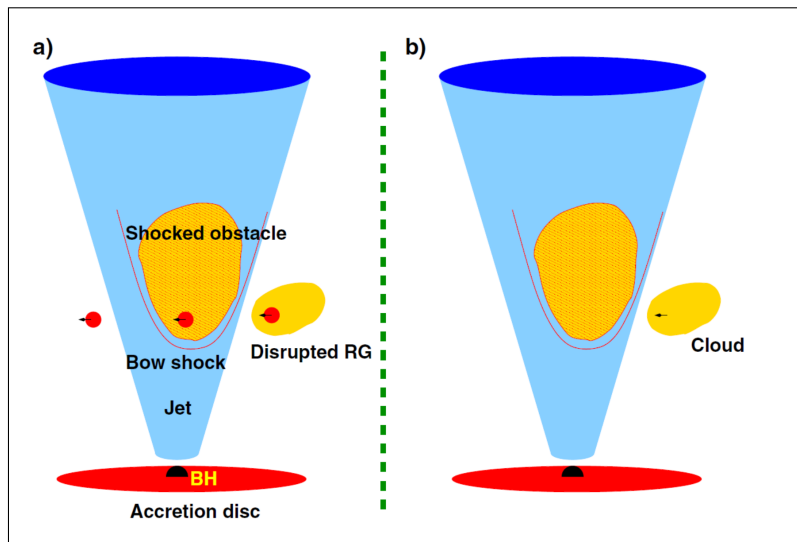 a)
b)
Shocked obstacle
Disrupted RG
Cloud
Bow shock
Jet
BH
Accretion disc